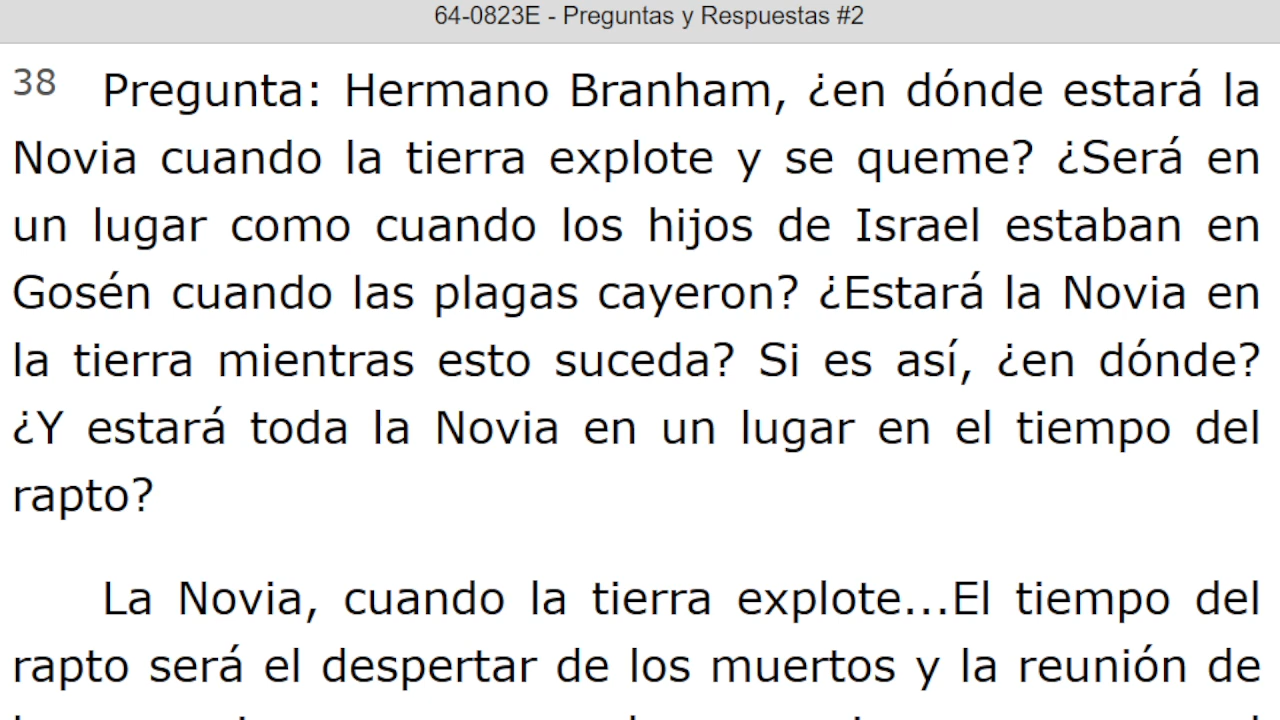 64-0823E - Preguntas y Respuestas #2
38 Pregunta: Hermano Branham, ¿en dónde estará la
Novia cuando la tierra explote y se queme? ¿Será en
un lugar como cuando los hijos de Israel estaban en
Gosén cuando las plagas cayeron? ¿Estará la Novia en
la tierra mientras esto suceda? Si es así, ¿en dónde?
¿Y estará toda la Novia en un lugar en el tiempo del
rapto?
La Novia, cuando la tierra explote...El tiempo del
rapto será el despertar de los muertos y la reunión de